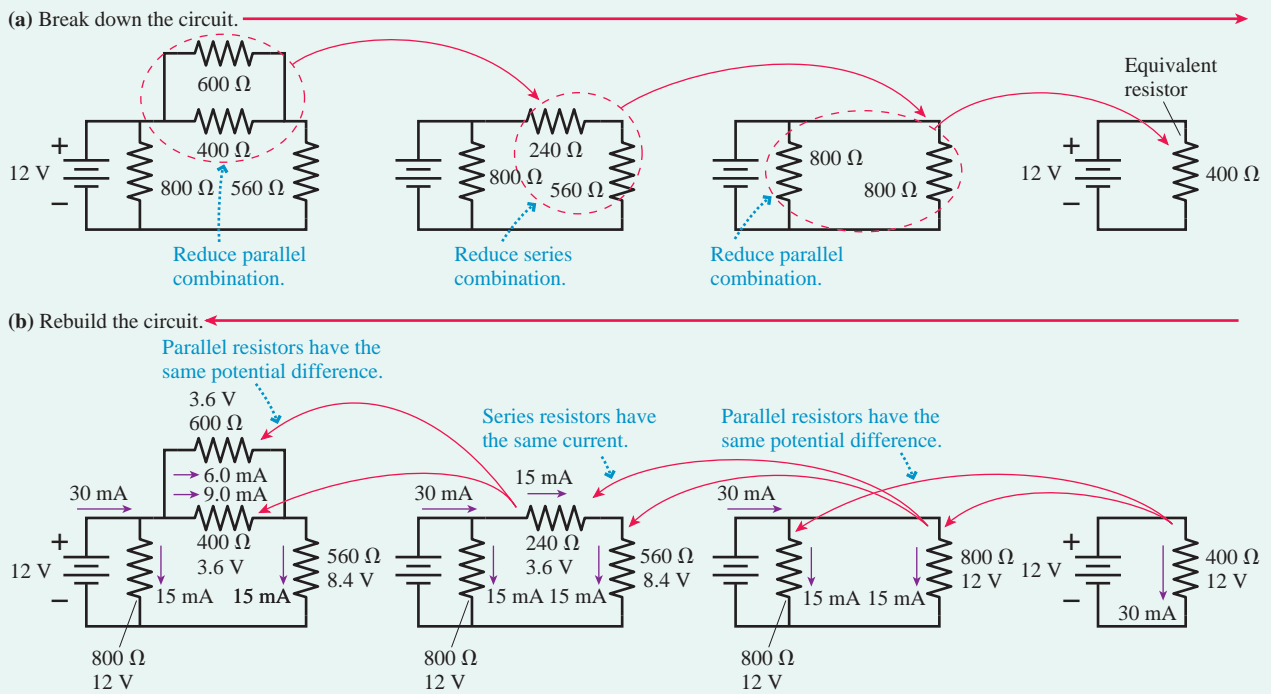 (a) Break down the circuit.
600 Ω
400 Ω
+
12 V
–
800 Ω
560 Ω
Reduce parallel
combination.
240 Ω
800 Ω
560 Ω
Reduce series
combination.
800 Ω
800 Ω
Reduce parallel
combination.
Equivalent
resistor
+
12 V
–
400 Ω
(b) Rebuild the circuit.
Parallel resistors have the
same potential difference.
3.6 V
600 Ω
6.0 mA
9.0 mA
30 mA
400 Ω
3.6 V
+
12 V
–
15 mA
15 mA
560 Ω
8.4 V
800 Ω
12 V
Series resistors have
the same current.
15 mA
30 mA
240 Ω
3.6 V
15 mA
15 mA
560 Ω
8.4 V
800 Ω
12 V
Parallel resistors have the
same potential difference.
30 mA
15 mA
15 mA
800 Ω
12 V
800 Ω
12 V
+
12 V
–
400 Ω
12 V
30 mA